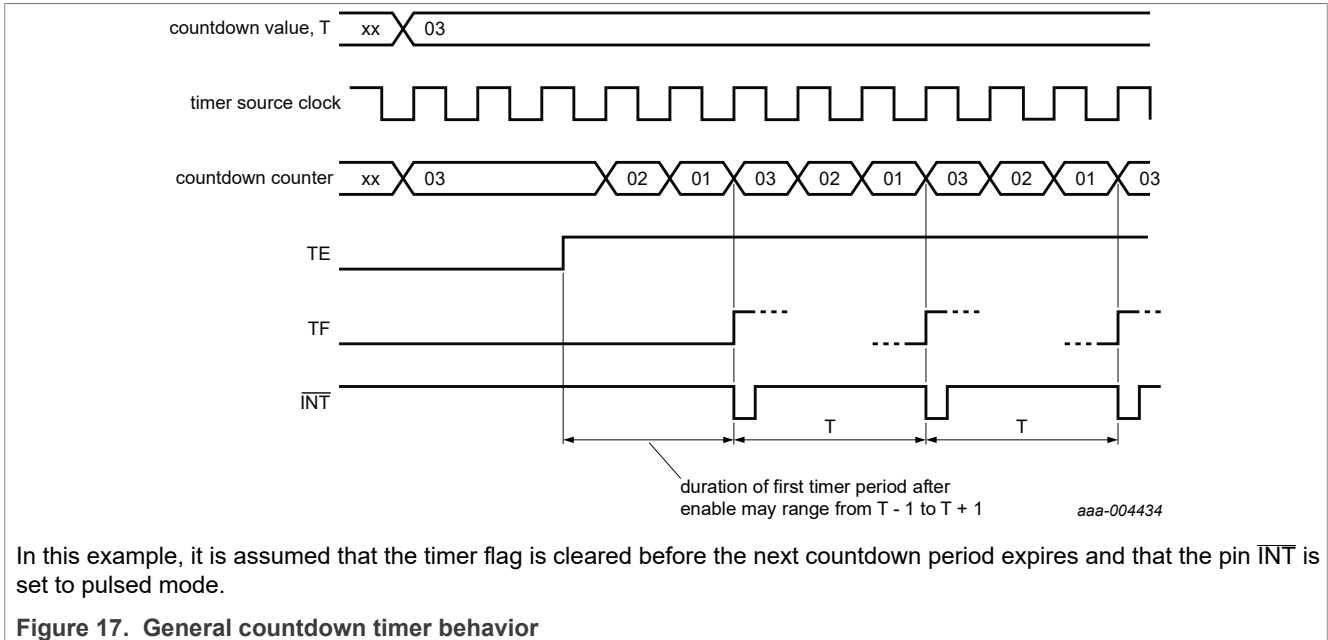 countdown value, T xx 03
timer source clock
countdown counter xx 03 02 01 03 02 01 03 02 01 03
TE
TF
INT
T T
duration of first timer period after
enable may range from T - 1 to T + 1
aaa-004434
In this example, it is assumed that the timer flag is cleared before the next countdown period expires and that the pin INT is
set to pulsed mode.
Figure 17. General countdown timer behavior